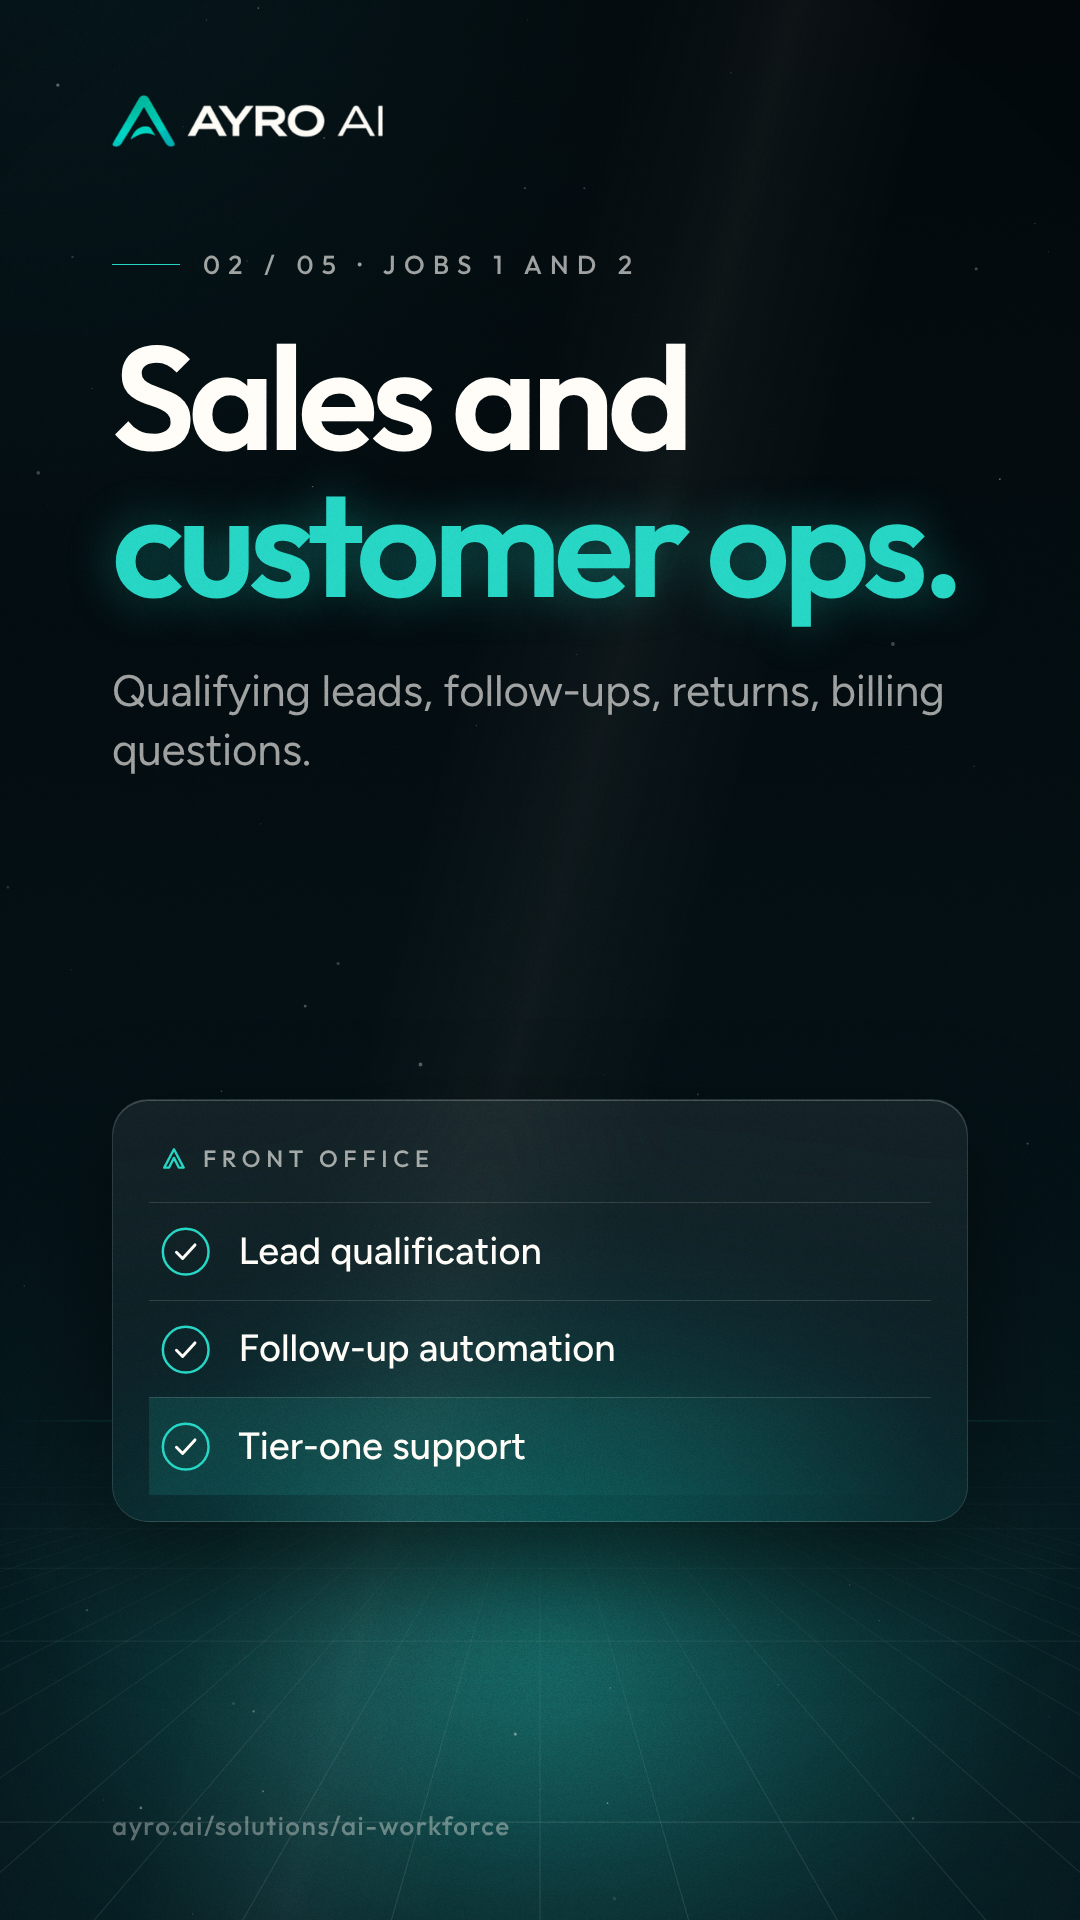 AYRO AI
02 / 05 · JOBS 1 AND 2
Sales and
customer ops.
Qualifying leads, follow-ups, returns, billing
questions.
FRONT OFFICE
Lead qualification
Follow-up automation
Tier-one support
ayro.ai/solutions/ai-workforce